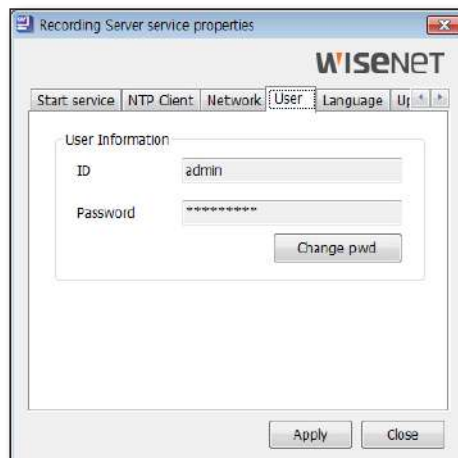 Recording Server service properties
WISENET
Start service NTP Client Network User Language
User Information
ID admin
Password *********
Change pwd
Apply Close